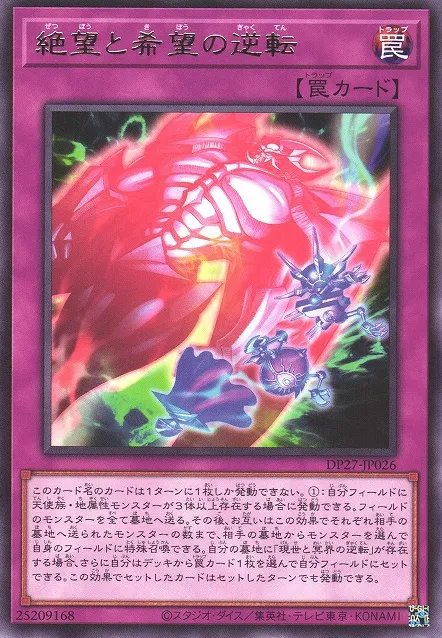 絶望と希望の逆転
罠
【罠カード】
DP27-JP026
このカード名のカードは1ターンに1枚しか発動できない。①:自分フィールドに
天使族・地属性モンスターが3体以上存在する場合に発動できる。フィールド
のモンスターを全て墓地へ送る。その後、お互いはこの効果でそれぞれ相手の
墓地へ送られたモンスターの数まで、相手の墓地からモンスターを選んで
自身のフィールドに特殊召喚できる。自分の墓地に「現世と冥界の逆転」が存在
する場合、さらに自分はデッキから罠カード1枚を選んで自分フィールドにセット
できる。この効果でセットしたカードはセットしたターンでも発動できる。
25209168
©スタジオ・ダイス/集英社・テレビ東京・KONAMI